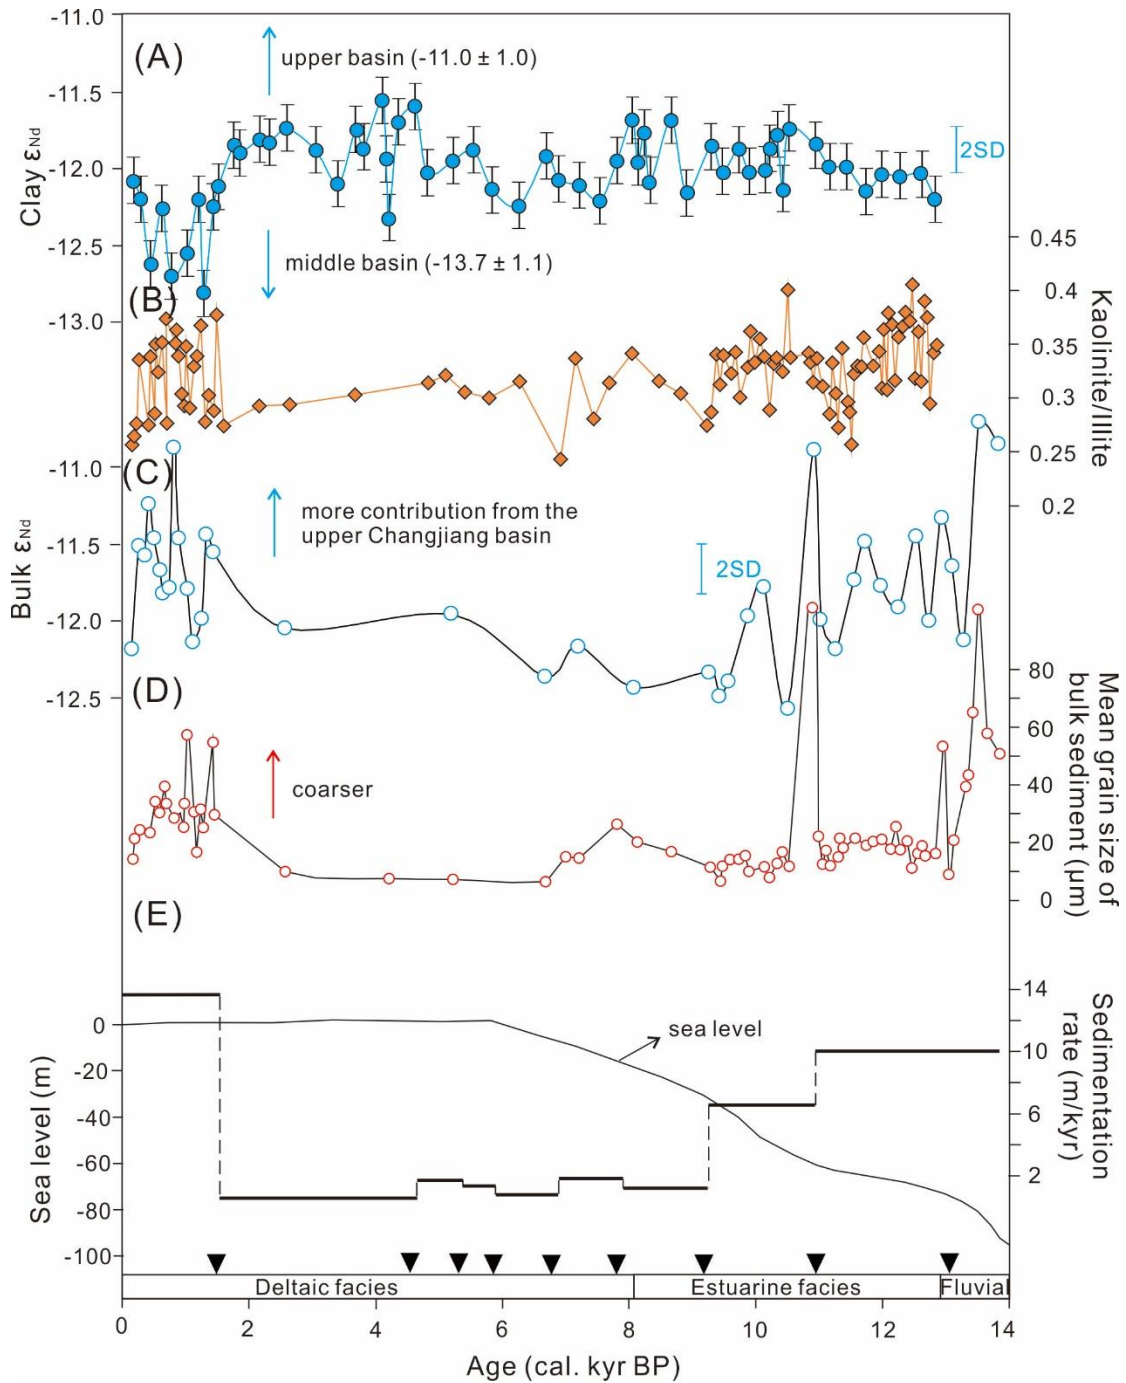 -11.0
(A)
upper basin (-11.0 ± 1.0)
-11.5
Clay εNd
-12.0
2SD
-12.5
middle basin (-13.7 ± 1.1)
-13.0
(B)
0.45
0.4
0.35
0.3
0.25
0.2
Kaolinite/Illite
(C)
-11.0
more contribution from the
upper Changjiang basin
-11.5
Bulk εNd
2SD
-12.0
-12.5
(D)
80
60
40
20
0
Mean grain size of
bulk sediment (μm)
coarser
(E)
14
10
6
2
Sedimentation
rate (m/kyr)
sea level
0
-20
-40
-60
-80
-100
Sea level (m)
Deltaic facies
Estuarine facies
Fluvial
0 2 4 6 8 10 12 14
Age (cal. kyr BP)